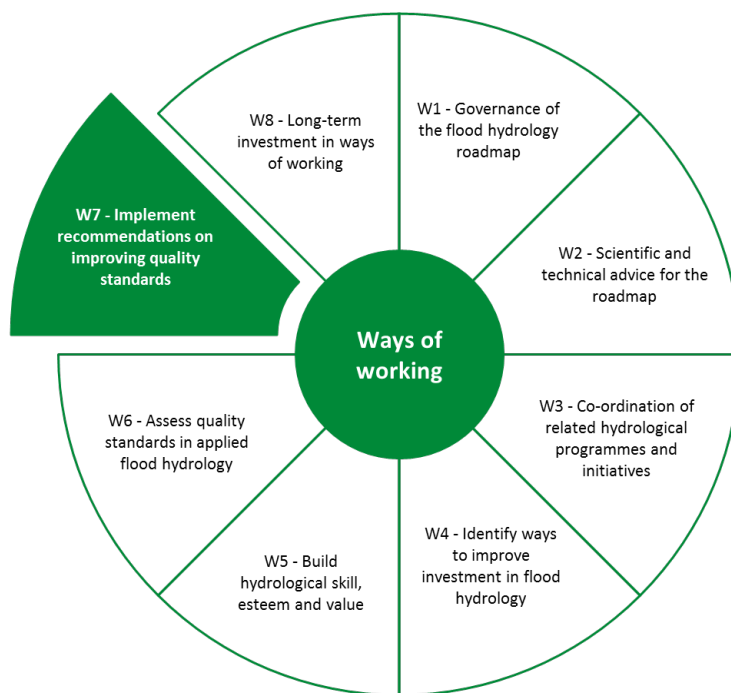 W8 - Long-term
investment in ways
of working
W1 - Governance of
the flood hydrology
roadmap
W7 - Implement
recommendations on
improving quality
standards
W2 - Scientific and
technical advice for the
roadmap
Ways of
working
W6 - Assess quality
standards in applied
flood hydrology
W3 - Co-ordination of
related hydrological
programmes and
initiatives
W5 - Build
hydrological skill,
esteem and value
W4 - Identify ways
to improve
investment in flood
hydrology